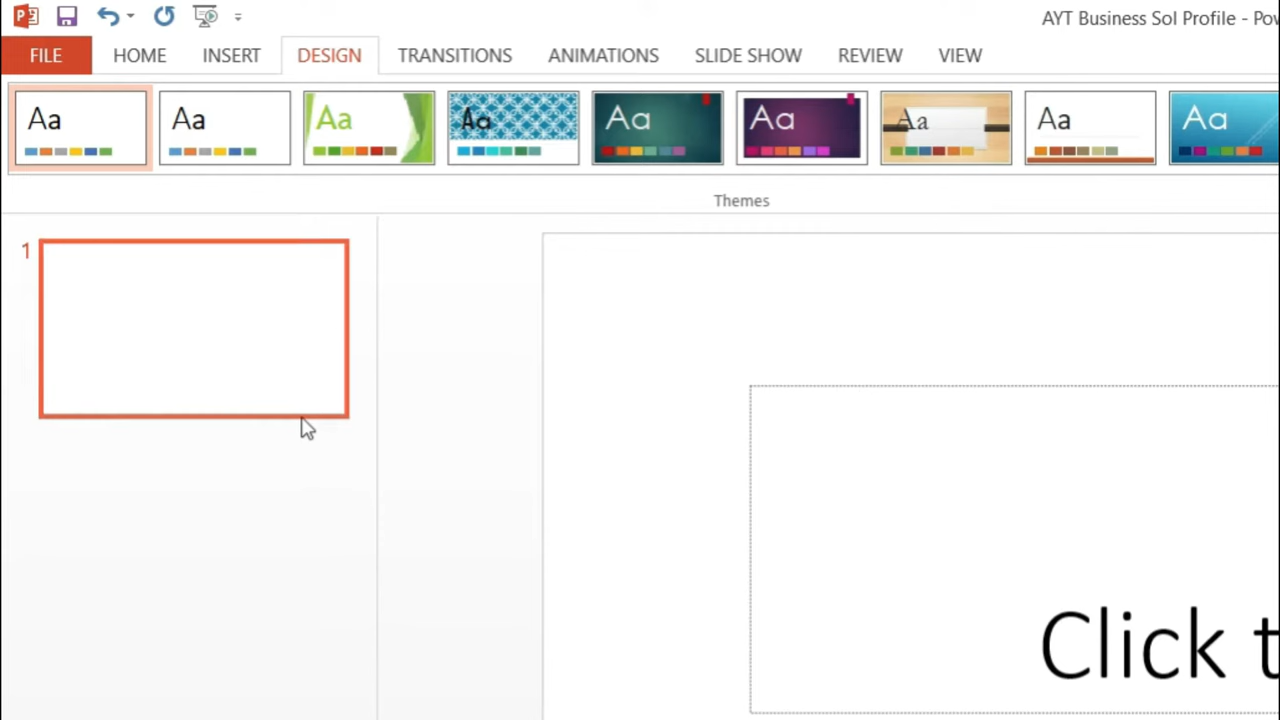 AYT Business Sol Profile - Pow
FILE HOME INSERT DESIGN TRANSITIONS ANIMATIONS SLIDE SHOW REVIEW VIEW
Aa Aa Aa Aa Aa Aa Aa Aa Aa
Themes
1
Click t